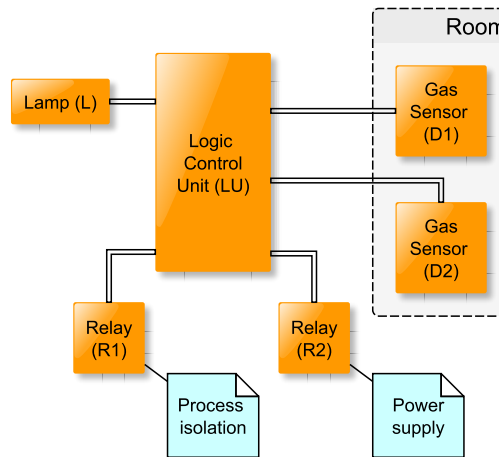 Room
Lamp (L)
Logic
Control
Unit (LU)
Gas
Sensor
(D1)
Gas
Sensor
(D2)
Relay
(R1)
Relay
(R2)
Process
isolation
Power
supply